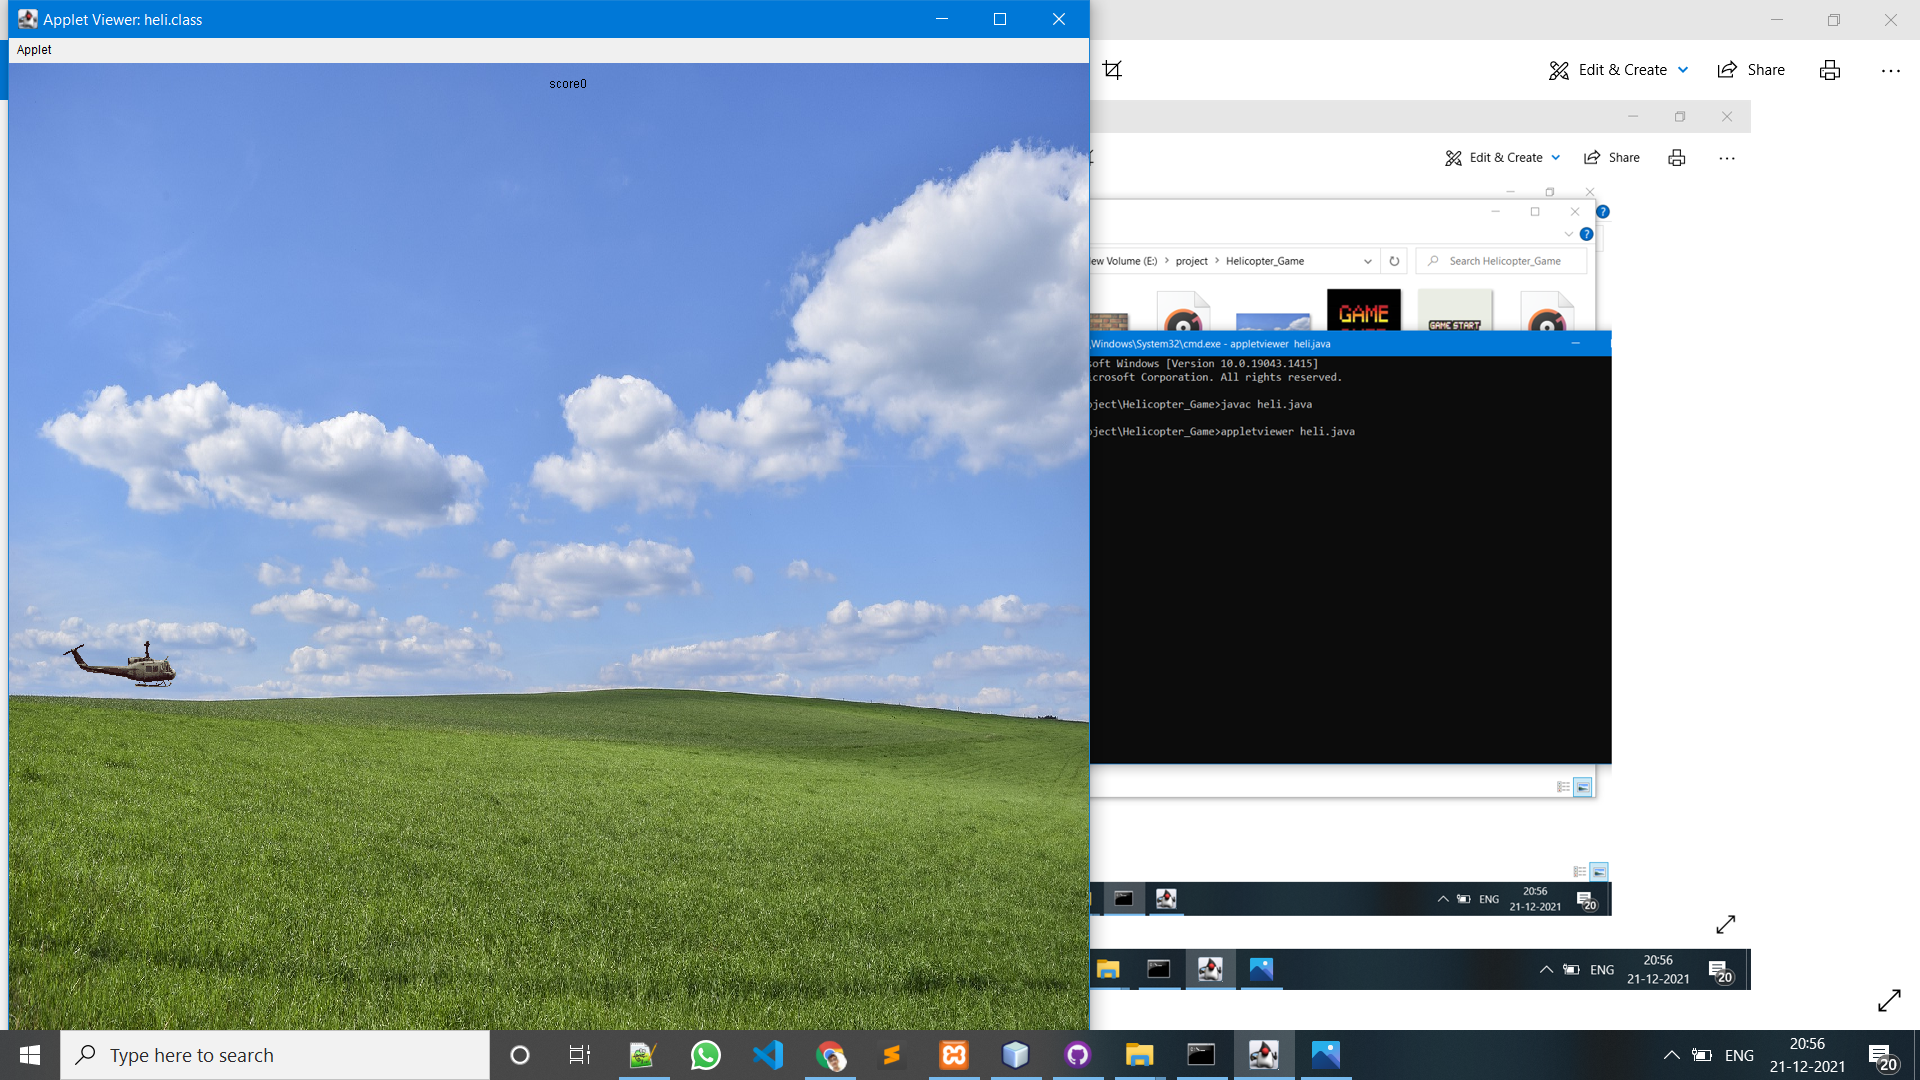 Applet Viewer: heli.class
Applet
score0
Edit & Create
Share
Edit & Create
Share
ew Volume (E:) > project > Helicopter_Game
Search Helicopter_Game
GAME
GAME START
\Windows\System32\cmd.exe - appletviewer heli.java
soft Windows [Version 10.0.19043.1415]
icrosoft Corporation. All rights reserved.
oject\Helicopter_Game>javac heli.java
oject\Helicopter_Game>appletviewer heli.java
ENG
20:56
21-12-2021
20
ENG
20:56
21-12-2021
20
Type here to search
ENG
20:56
21-12-2021
20